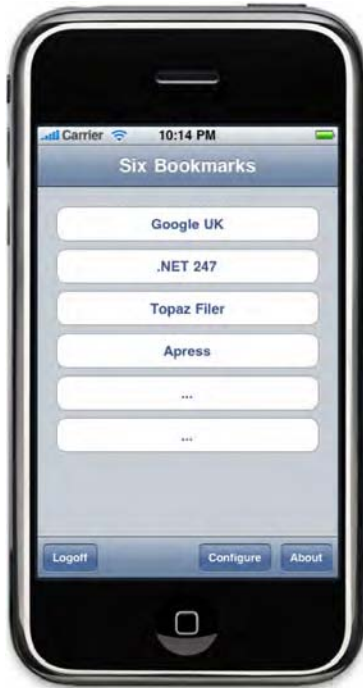 Carrier 10:14 PM
Six Bookmarks
Google UK
.NET 247
Topaz Filer
Apress
...
...
Logoff Configure About